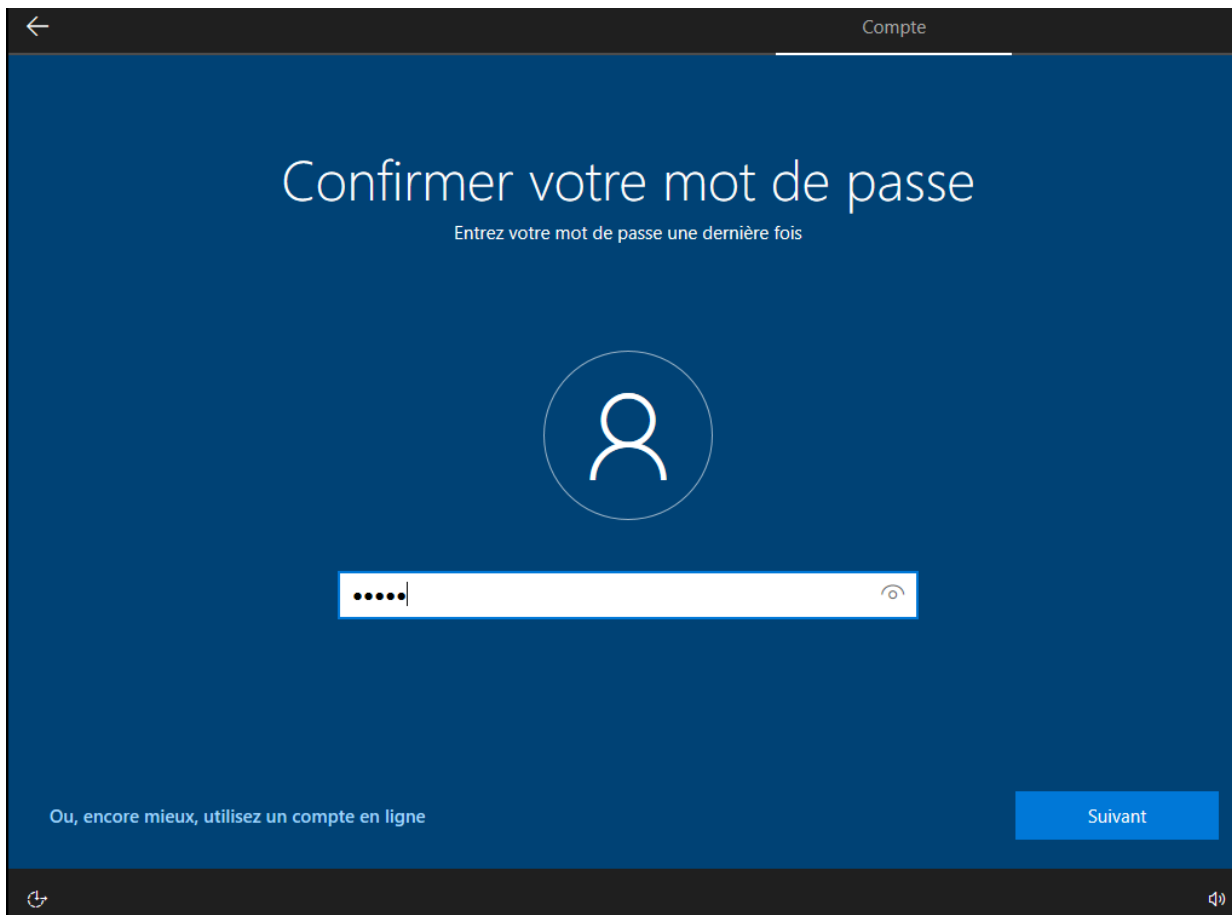 Compte
Confirmer votre mot de passe
Entrez votre mot de passe une dernière fois
•••••
Ou, encore mieux, utilisez un compte en ligne
Suivant